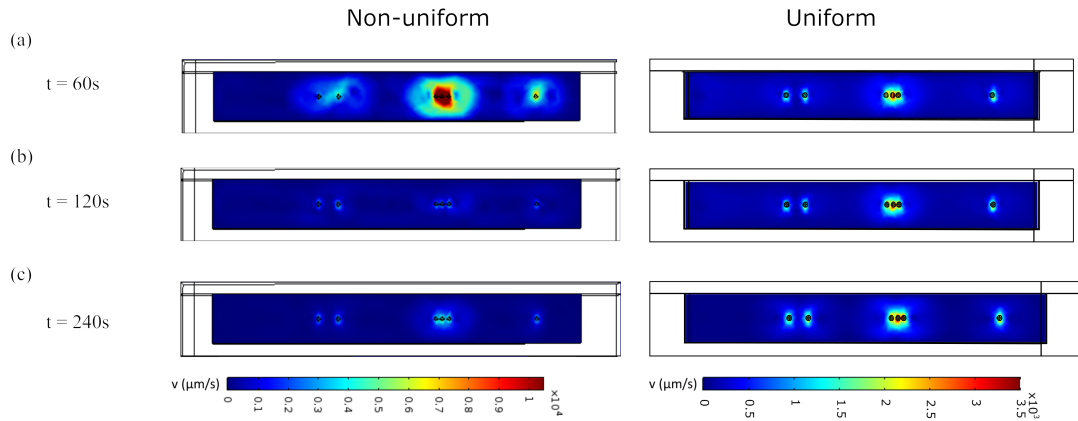 Non-uniform
Uniform
(a)
t = 60s
(b)
t = 120s
(c)
t = 240s
v (μm/s)
0 0.1 0.2 0.3 0.4 0.5 0.6 0.7 0.8 0.9 1
×10⁴
v (μm/s)
0 0.5 1 1.5 2 2.5 3 3.5
×10³